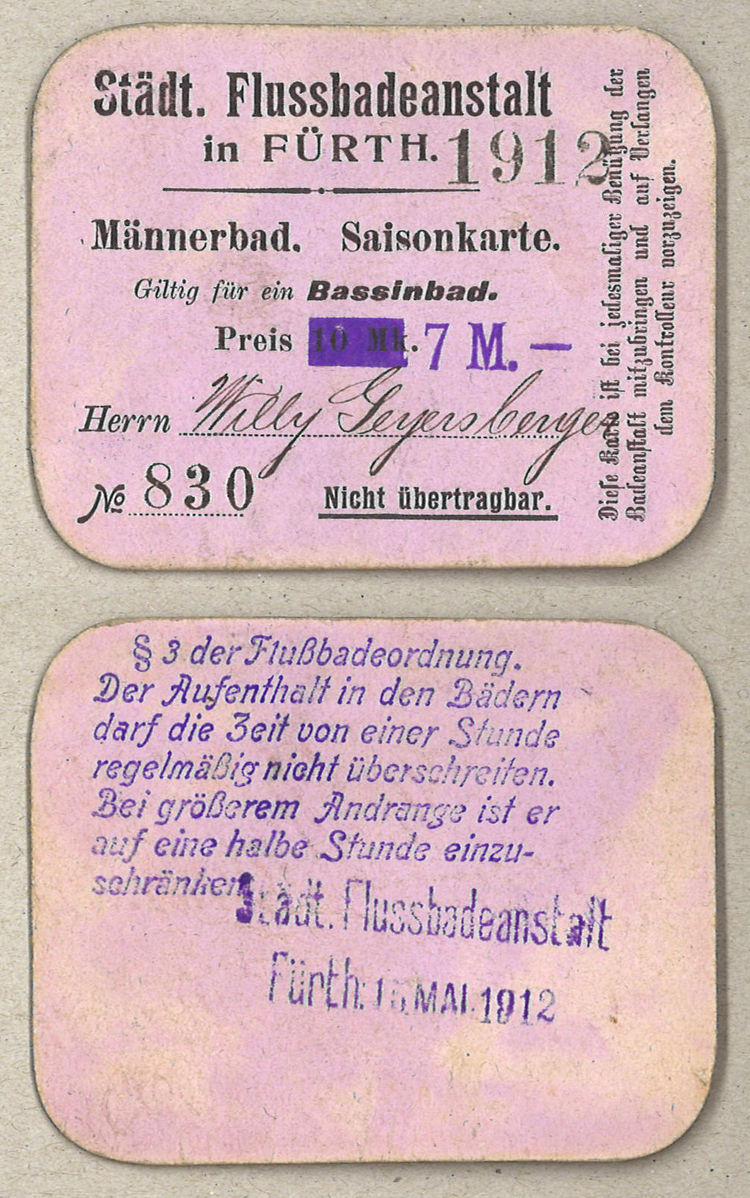 Städt. Flussbadeanstalt
in FÜRTH. 1912
Männerbad. Saisonkarte.
Giltig für ein Bassinbad.
Preis 10 Mk. 7 M. —
Herrn Willy Geyersberger
No 830
Nicht übertragbar.
Diese Karte ist bei jedesmaliger Benützung der
Badeanstalt mitzubringen und auf Verlangen
dem Kontrolleur vorzuzeigen.
§ 3 der Flußbadeordnung.
Der Aufenthalt in den Bädern
darf die Zeit von einer Stunde
regelmäßig nicht überschreiten.
Bei größerem Andrange ist er
auf eine halbe Stunde einzu-
schränken
Städt. Flussbadeanstalt
Fürth: MAI. 1912